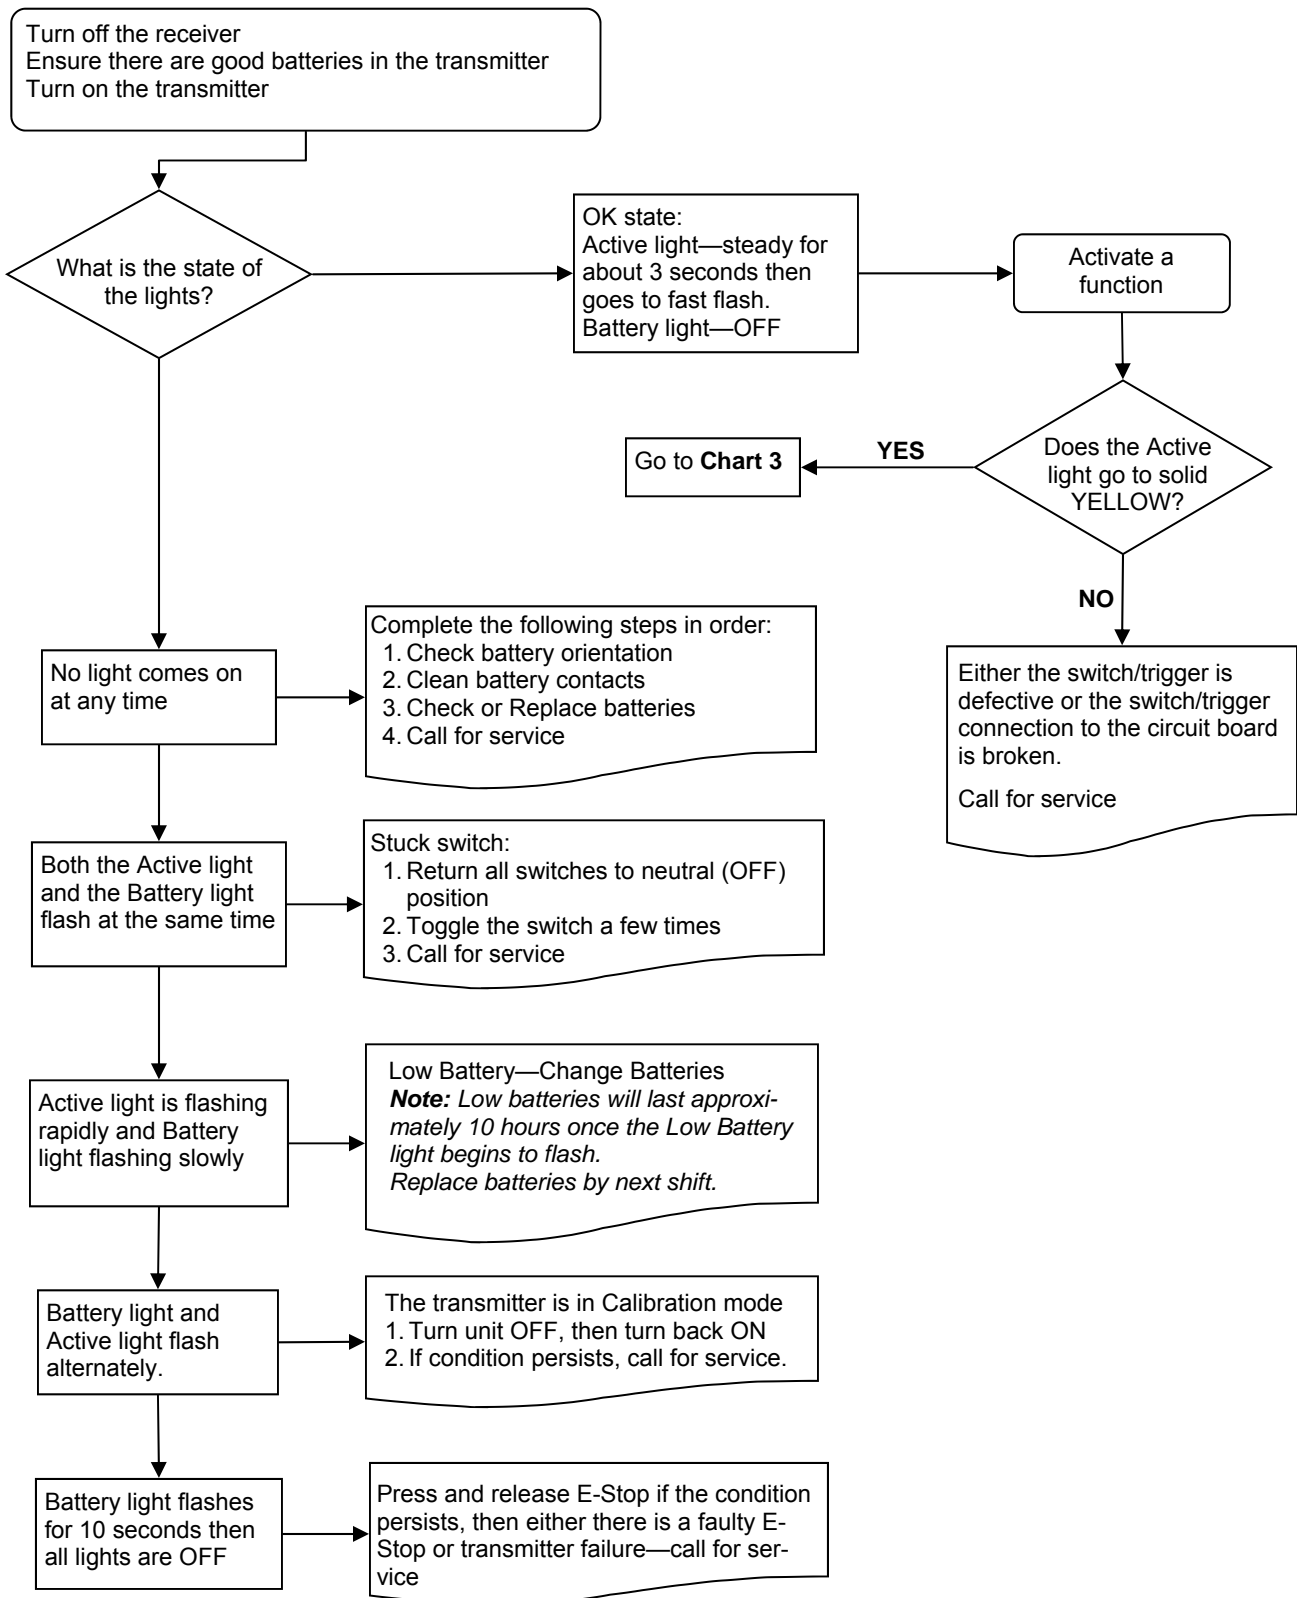 Turn off the receiver
Ensure there are good batteries in the transmitter
Turn on the transmitter
What is the state of
the lights?
OK state:
Active light—steady for
about 3 seconds then
goes to fast flash.
Battery light—OFF
Activate a
function
Does the Active
light go to solid
YELLOW?
YES
Go to Chart 3
NO
Either the switch/trigger is
defective or the switch/trigger
connection to the circuit board
is broken.
Call for service
No light comes on
at any time
Complete the following steps in order:
1. Check battery orientation
2. Clean battery contacts
3. Check or Replace batteries
4. Call for service
Both the Active light
and the Battery light
flash at the same time
Stuck switch:
1. Return all switches to neutral (OFF)
position
2. Toggle the switch a few times
3. Call for service
Active light is flashing
rapidly and Battery
light flashing slowly
Low Battery—Change Batteries
Note: Low batteries will last approxi-
mately 10 hours once the Low Battery
light begins to flash.
Replace batteries by next shift.
Battery light and
Active light flash
alternately.
The transmitter is in Calibration mode
1. Turn unit OFF, then turn back ON
2. If condition persists, call for service.
Battery light flashes
for 10 seconds then
all lights are OFF
Press and release E-Stop if the condition
persists, then either there is a faulty E-
Stop or transmitter failure—call for ser-
vice